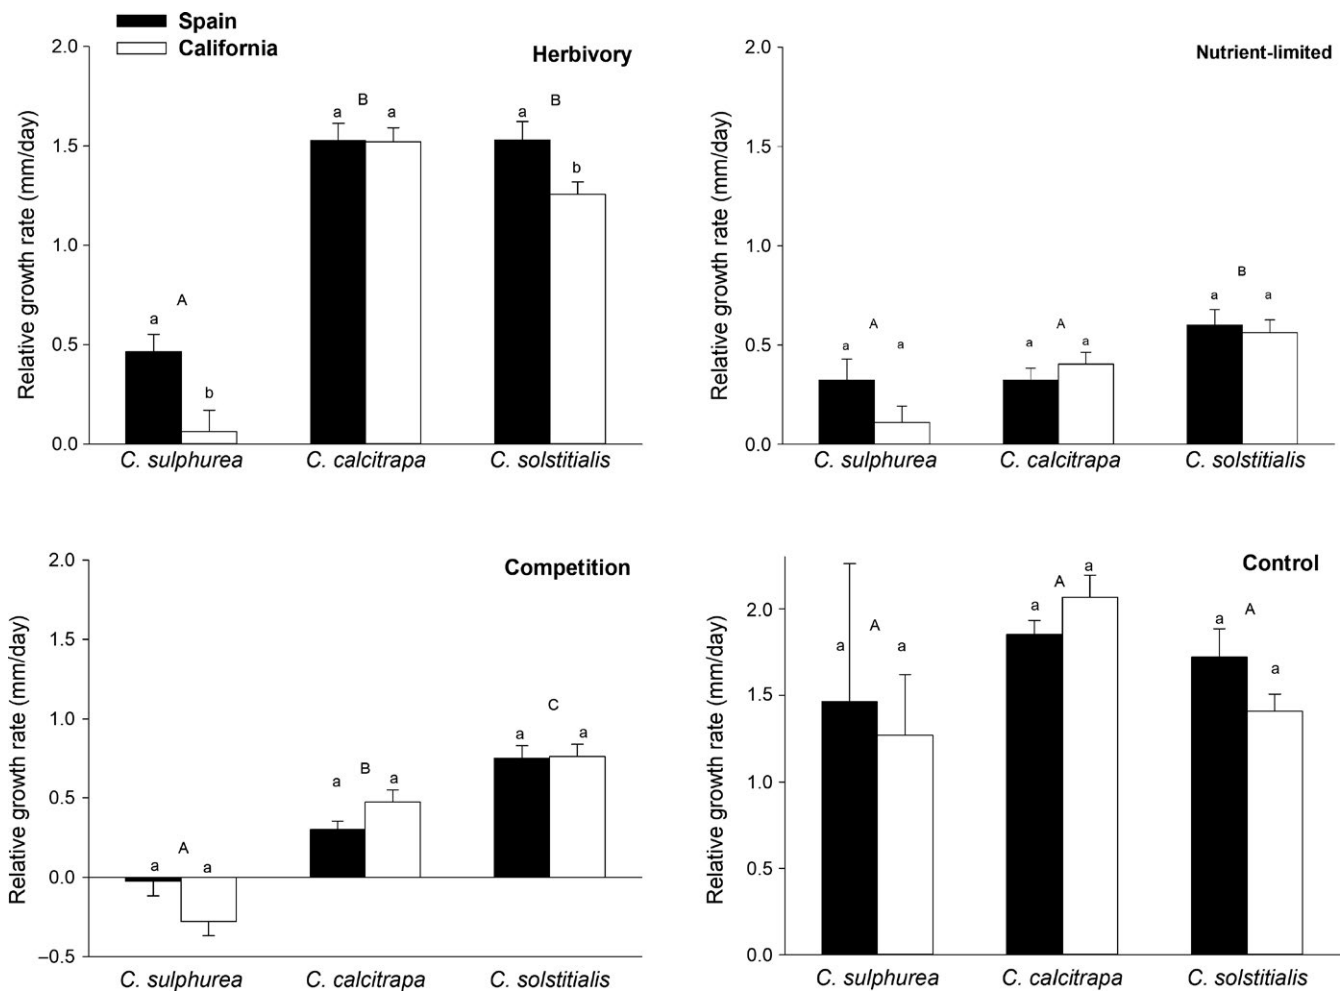 Spain
California
Herbivory
Relative growth rate (mm/day)
2.0
1.5
1.0
0.5
0.0
a
A
b
a
B
a
a
B
b
C. sulphurea
C. calcitrapa
C. solstitialis
Nutrient-limited
Relative growth rate (mm/day)
2.0
1.5
1.0
0.5
0.0
a
A
a
a
A
a
a
B
a
C. sulphurea
C. calcitrapa
C. solstitialis
Competition
Relative growth rate (mm/day)
2.0
1.5
1.0
0.5
0.0
–0.5
a
A
a
a
B
a
a
C
a
C. sulphurea
C. calcitrapa
C. solstitialis
Control
Relative growth rate (mm/day)
2.0
1.5
1.0
0.5
0.0
a
A
a
a
A
a
a
A
a
C. sulphurea
C. calcitrapa
C. solstitialis